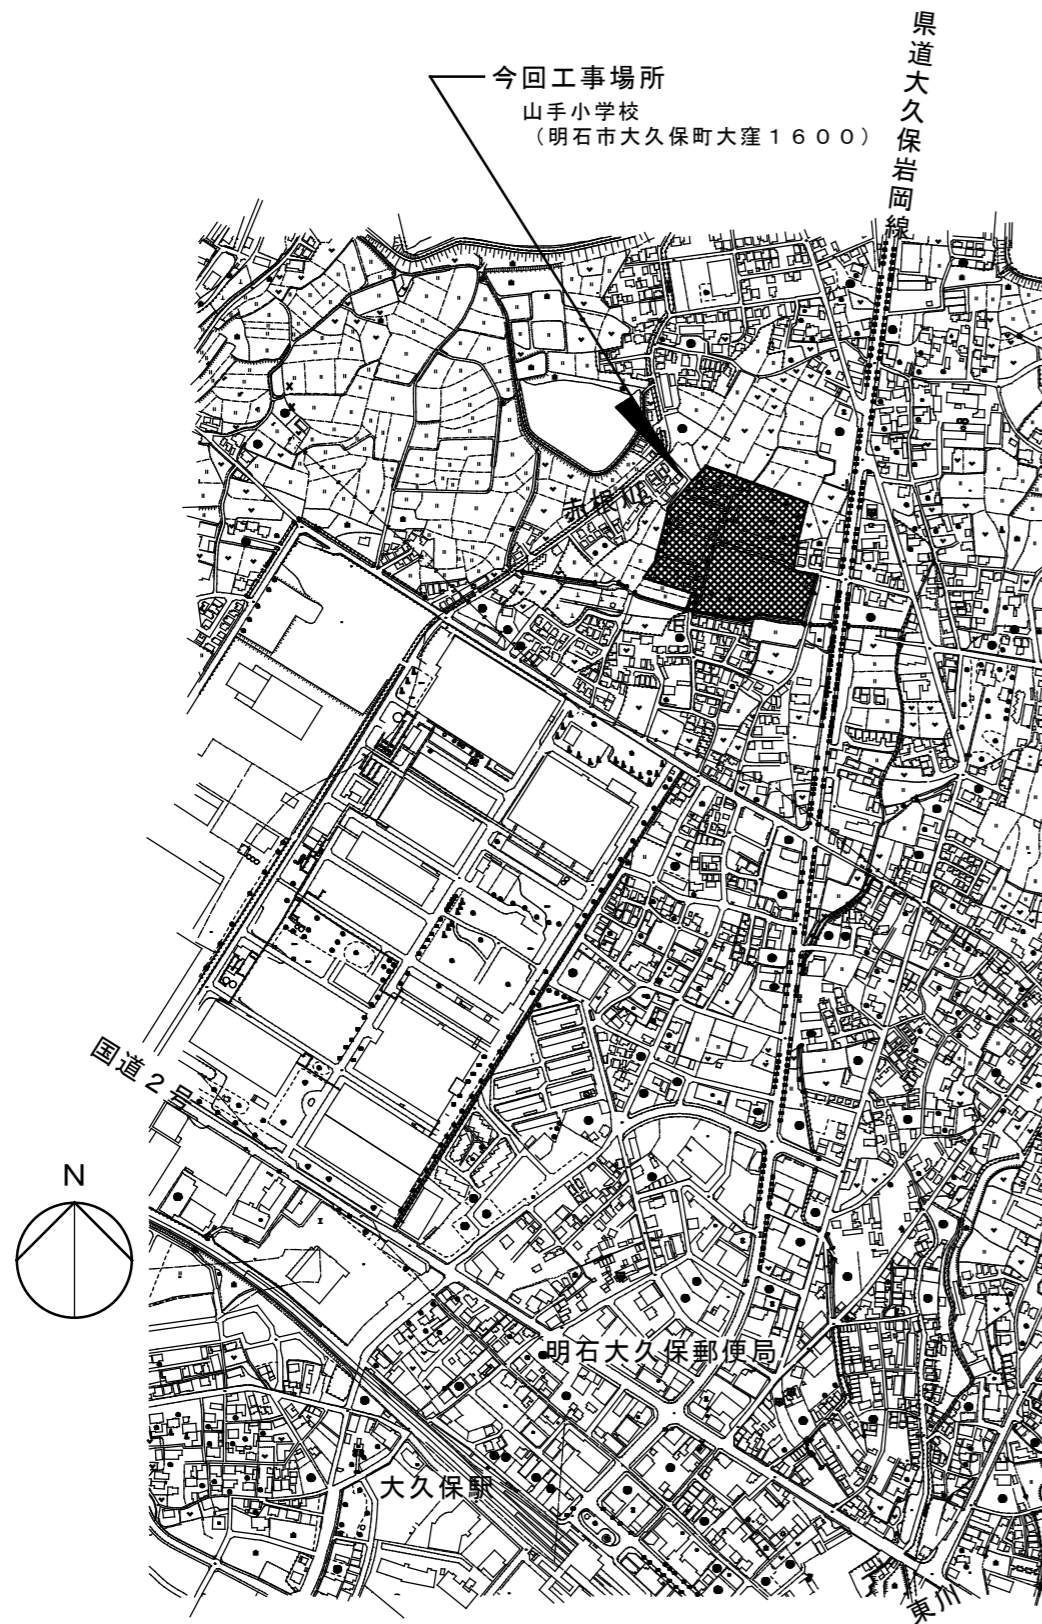 県道大久保岩岡線
今回工事場所
山手小学校
（明石市大久保町大窪１６００）
赤根川
国道２号
N
明石大久保郵便局
大久保駅
東川